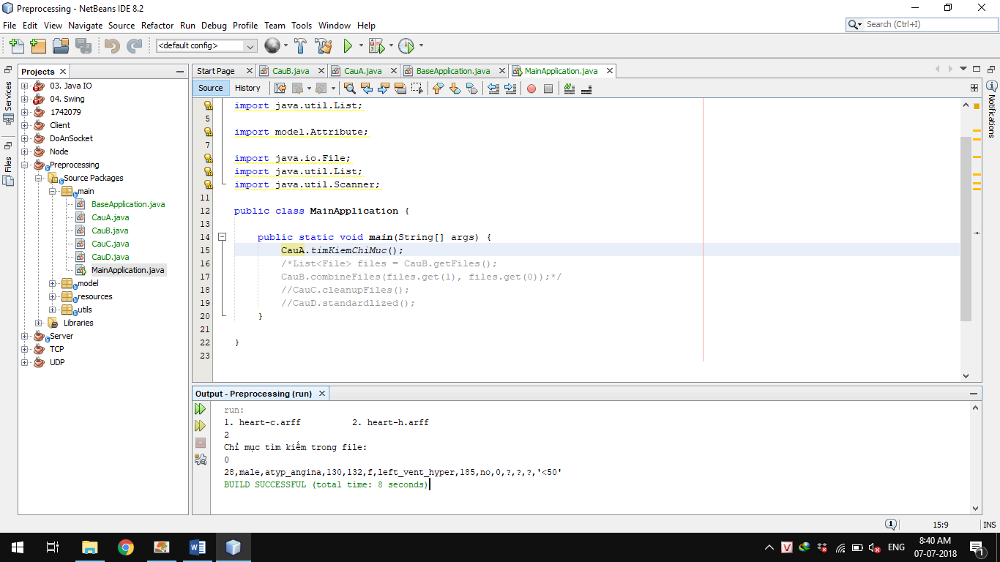 Preprocessing - NetBeans IDE 8.2
File Edit View Navigate Source Refactor Run Debug Profile Team Tools Window Help
Search (Ctrl+I)
<default config>
Services
Files
Projects
03. Java IO
04. Swing
1742079
Client
DoAnSocket
Node
Preprocessing
Source Packages
main
BaseApplication.java
CauA.java
CauB.java
CauC.java
CauD.java
MainApplication.java
model
resources
utils
Libraries
Server
TCP
UDP
Start Page CauB.java CauA.java BaseApplication.java MainApplication.java
Source History
import java.util.List;
5
import model.Attribute;
7
import java.io.File;
import java.util.List;
import java.util.Scanner;
11
12 public class MainApplication {
13
14 public static void main(String[] args) {
15 CauA.timKiemChiMuc();
16 /*List<File> files = CauB.getFiles();
17 CauB.combineFiles(files.get(1), files.get(0));*/
18 //CauC.cleanupFiles();
19 //CauD.standardlized();
20 }
21
22 }
23
Notifications
Output - Preprocessing (run)
run:
1. heart-c.arff 2. heart-h.arff
2
Chỉ mục tìm kiếm trong file:
0
28,male,atyp_angina,130,132,f,left_vent_hyper,185,no,0,?,?,?,'<50'
BUILD SUCCESSFUL (total time: 8 seconds)
1 15:9 INS
ENG
8:40 AM
07-07-2018
1